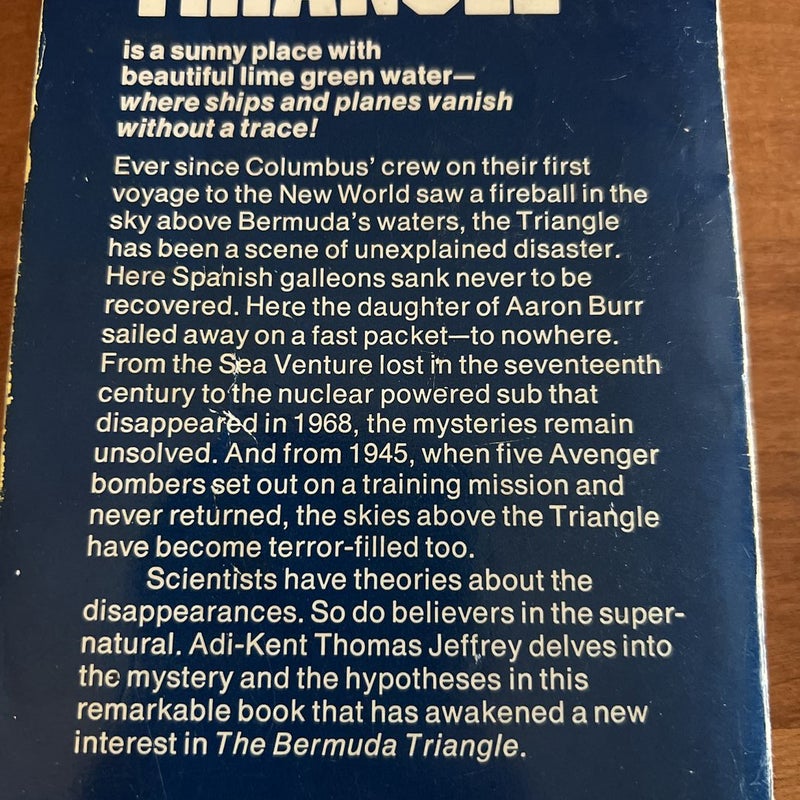 TRIANGLE
is a sunny place with
beautiful lime green water—
where ships and planes vanish
without a trace!
Ever since Columbus' crew on their first
voyage to the New World saw a fireball in the
sky above Bermuda's waters, the Triangle
has been a scene of unexplained disaster.
Here Spanish galleons sank never to be
recovered. Here the daughter of Aaron Burr
sailed away on a fast packet—to nowhere.
From the Sea Venture lost in the seventeenth
century to the nuclear powered sub that
disappeared in 1968, the mysteries remain
unsolved. And from 1945, when five Avenger
bombers set out on a training mission and
never returned, the skies above the Triangle
have become terror-filled too.
Scientists have theories about the
disappearances. So do believers in the super-
natural. Adi-Kent Thomas Jeffrey delves into
the mystery and the hypotheses in this
remarkable book that has awakened a new
interest in The Bermuda Triangle.